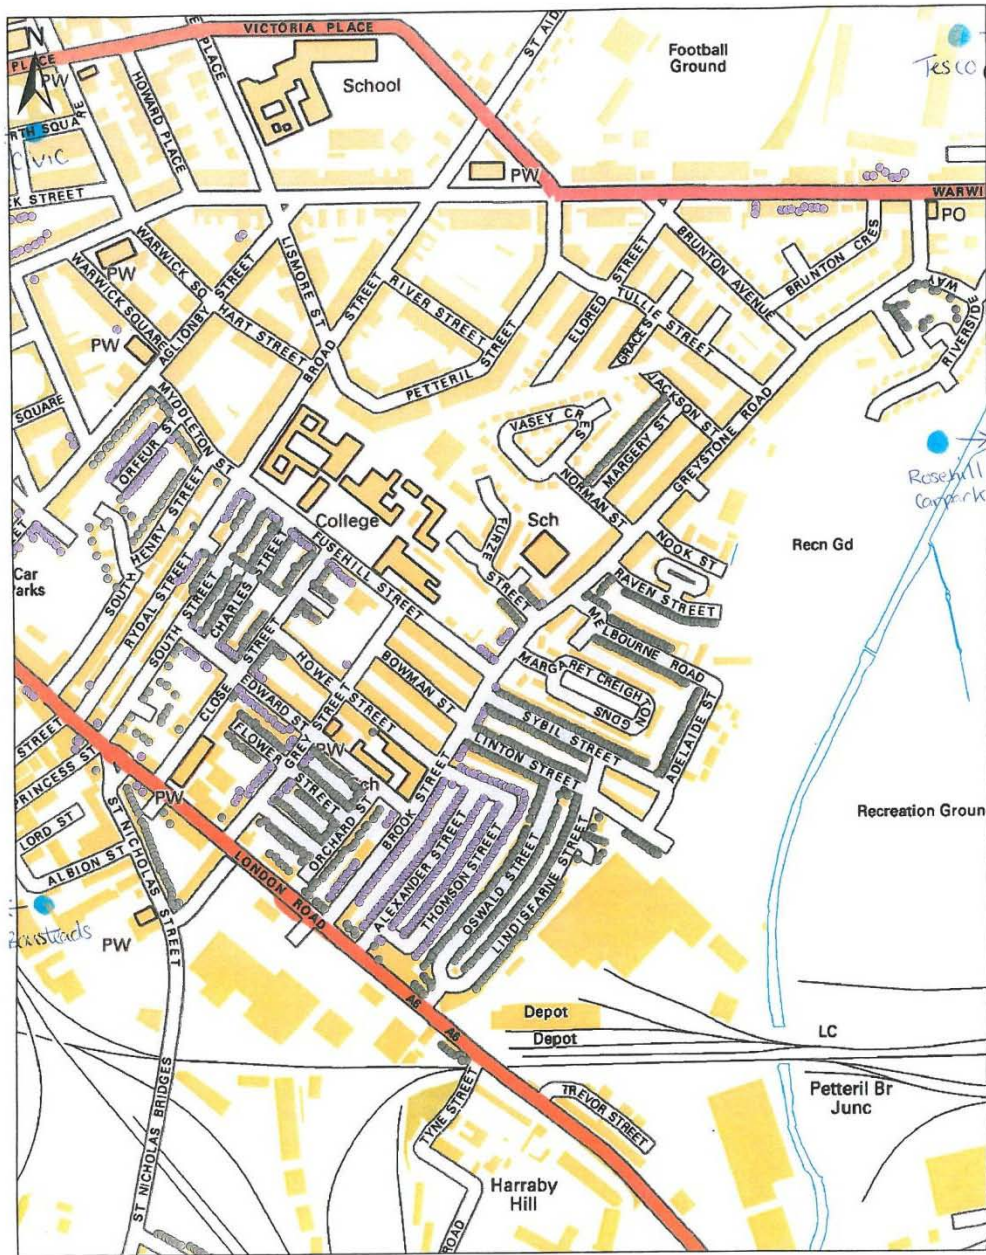 VICTORIA PLACE
ST AID
Football
Ground
N
PLACE
PW
HOWARD PLACE
PLACE
School
Tesco
RTH SQUARE
Civic
PW
WARWI
PO
CK STREET
WARWICK SQ
PW
WARWICK SQUARE
AGLIONBY STREET
LISMORE ST
HART STREET
BROAD STREET
RIVER STREET
PETTERIL STREET
ELDRED STREET
TULLIE STREET
GRACES
BRUNTON AVENUE
BRUNTON CRES
WAY
RIVERSIDE
PW
SQUARE
MYDDLETON ST
ORFEUR ST
VASEY CRES
JACKSON ST
MARGERY ST
GREYSTONE ROAD
NORMAN ST
Rosehill
Carpark
College
Sch
FURZE STREET
NOOK ST
Recn Gd
SOUTH HENRY STREET
FUSEHILL STREET
RAVEN STREET
Car
Parks
RYDAL STREET
SOUTH STREET
CHARLES STREET
MELBOURNE ROAD
MARGARET CREIGHTON
GDNS
HOWE STREET
BOWMAN ST
CLOSE STREET
EDWARD ST
GREY STREET
FLOWER STREET
PW
Sch
SYBIL STREET
LINTON STREET
ADELAIDE ST
STREET
PRINCESS ST
PW
LORD ST
ALBION ST
ST NICHOLAS STREET
ORCHARD ST
BROOK STREET
ALEXANDER STREET
THOMSON STREET
OSWALD STREET
LINDISFARNE STREET
Recreation Groun
LONDON ROAD
PW
A6
A6
Depot
Depot
LC
Petteril Br
Junc
ST NICHOLAS BRIDGES
TYNE STREET
TREVOR STREET
Harraby
Hill
ROAD